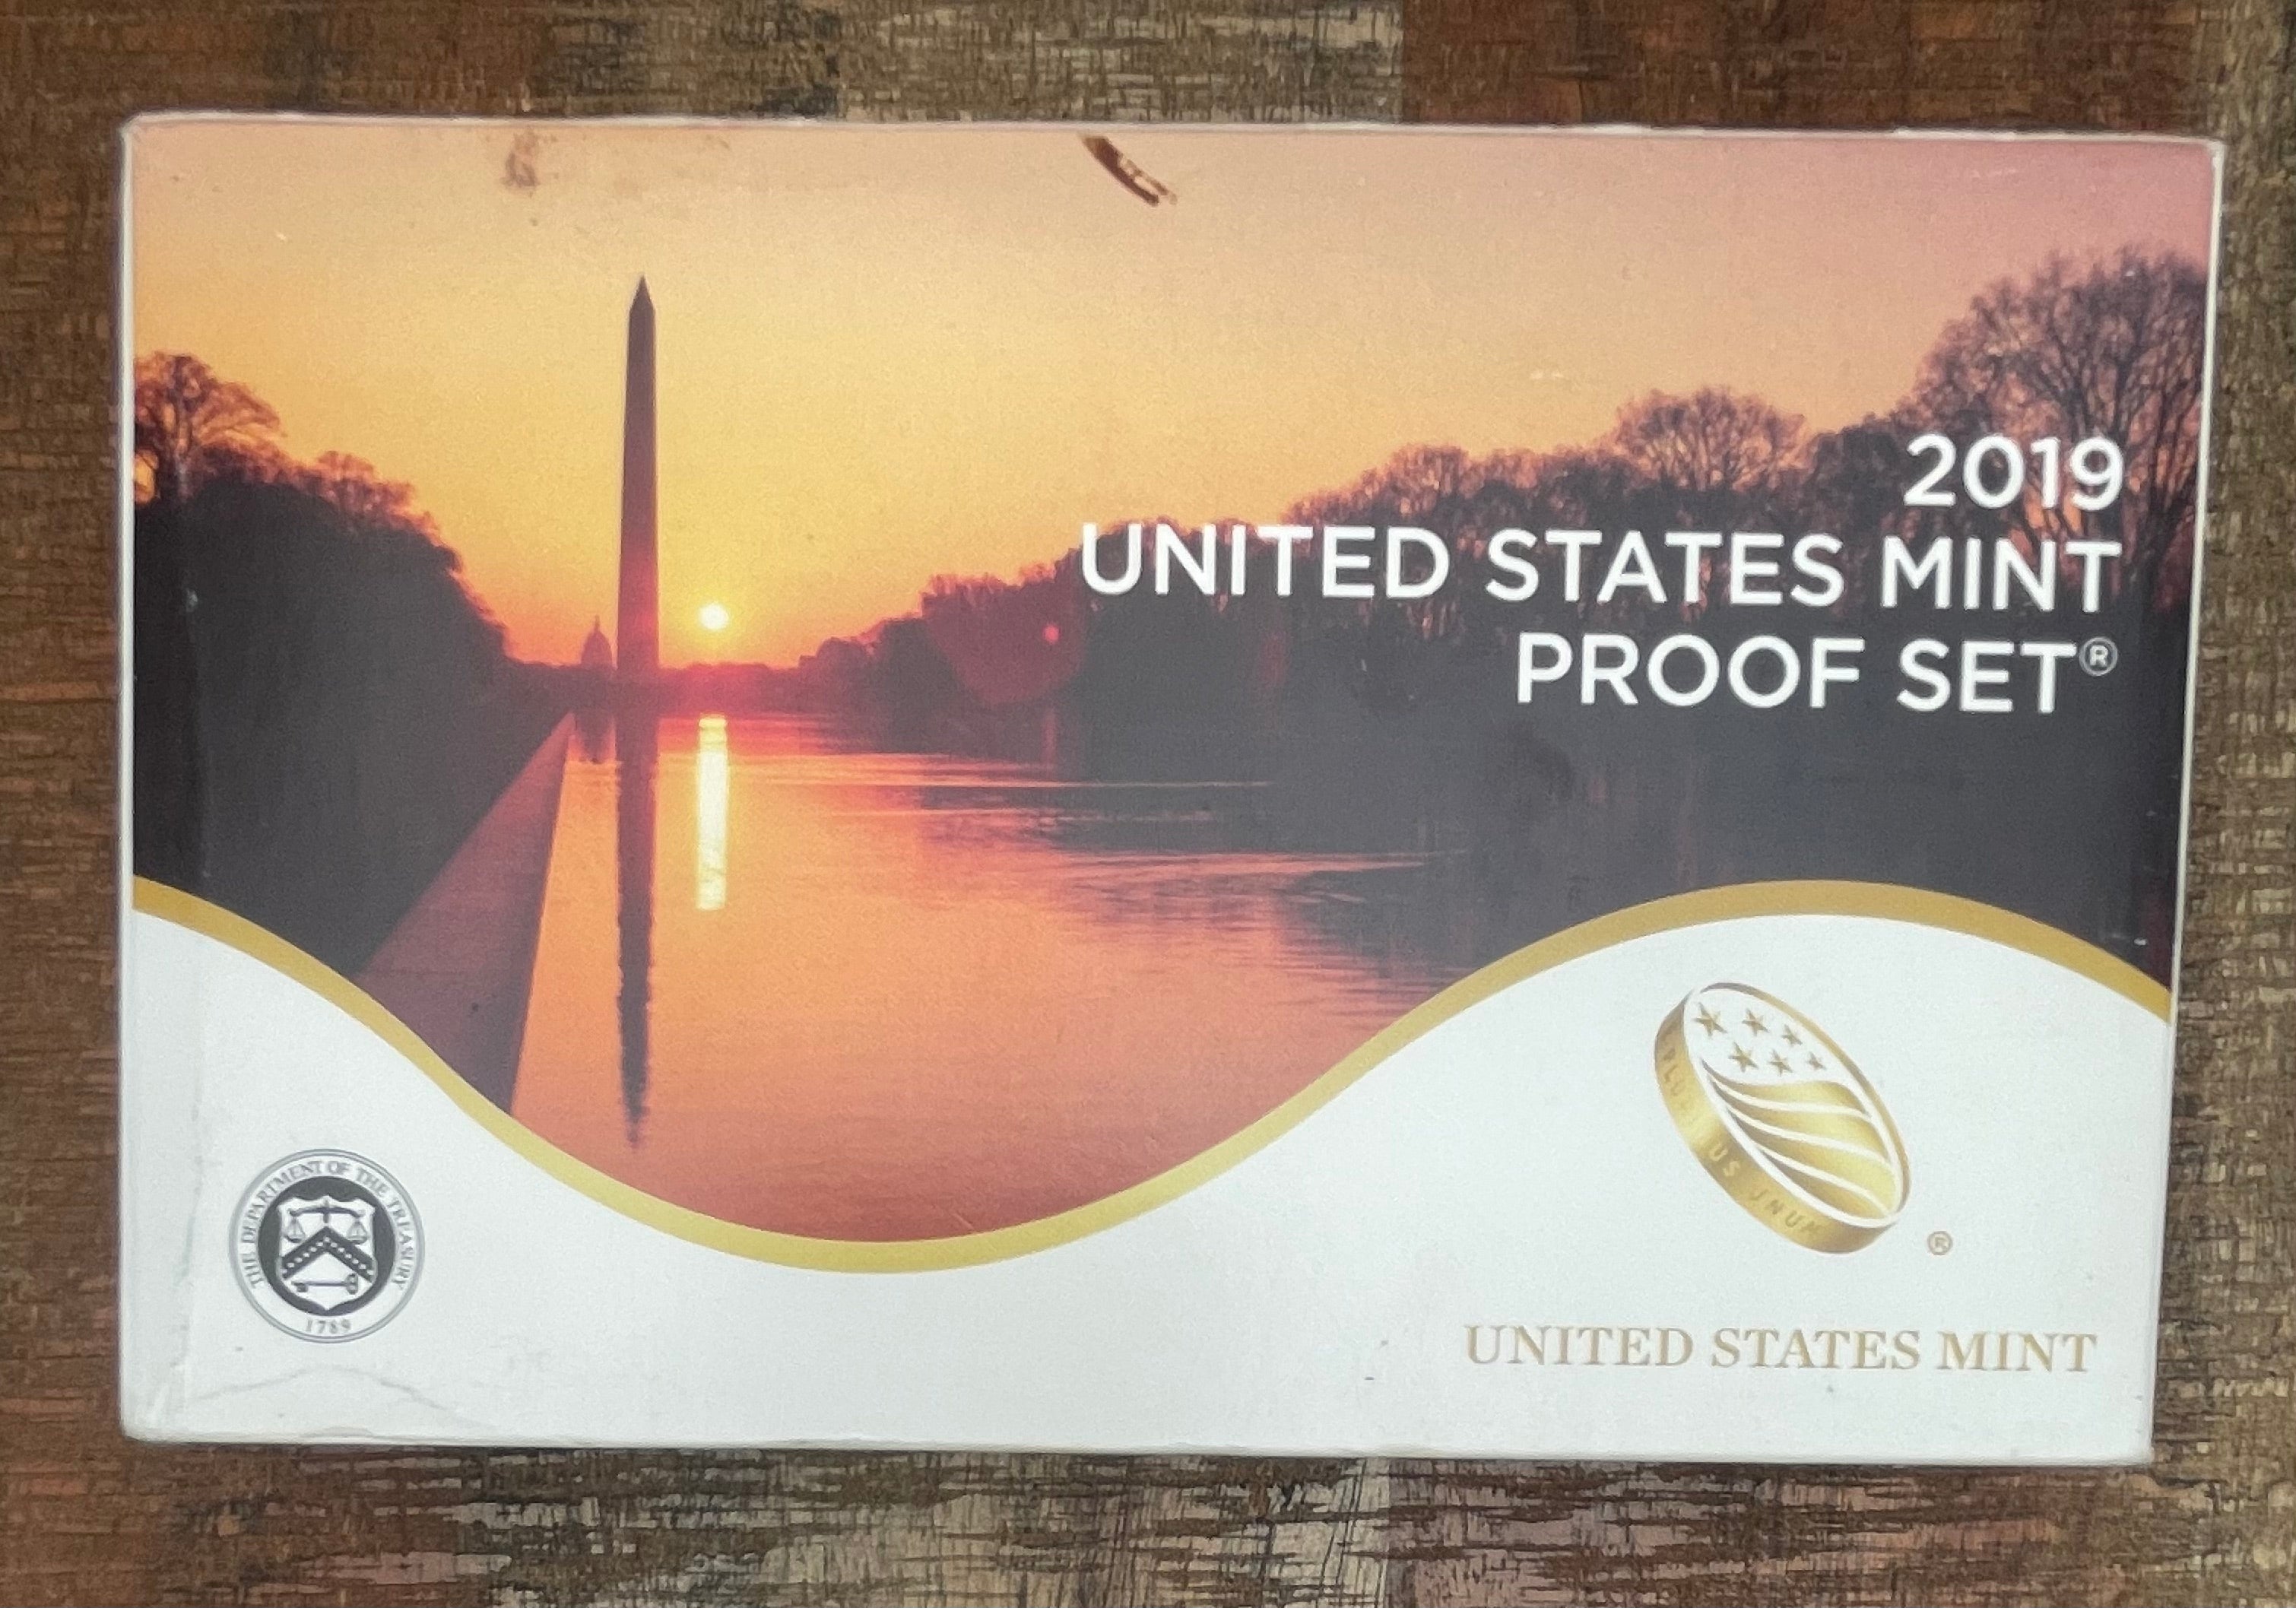 2019
UNITED STATES MINT
PROOF SET®
THE DEPARTMENT OF THE TREASURY
1789
®
UNITED STATES MINT